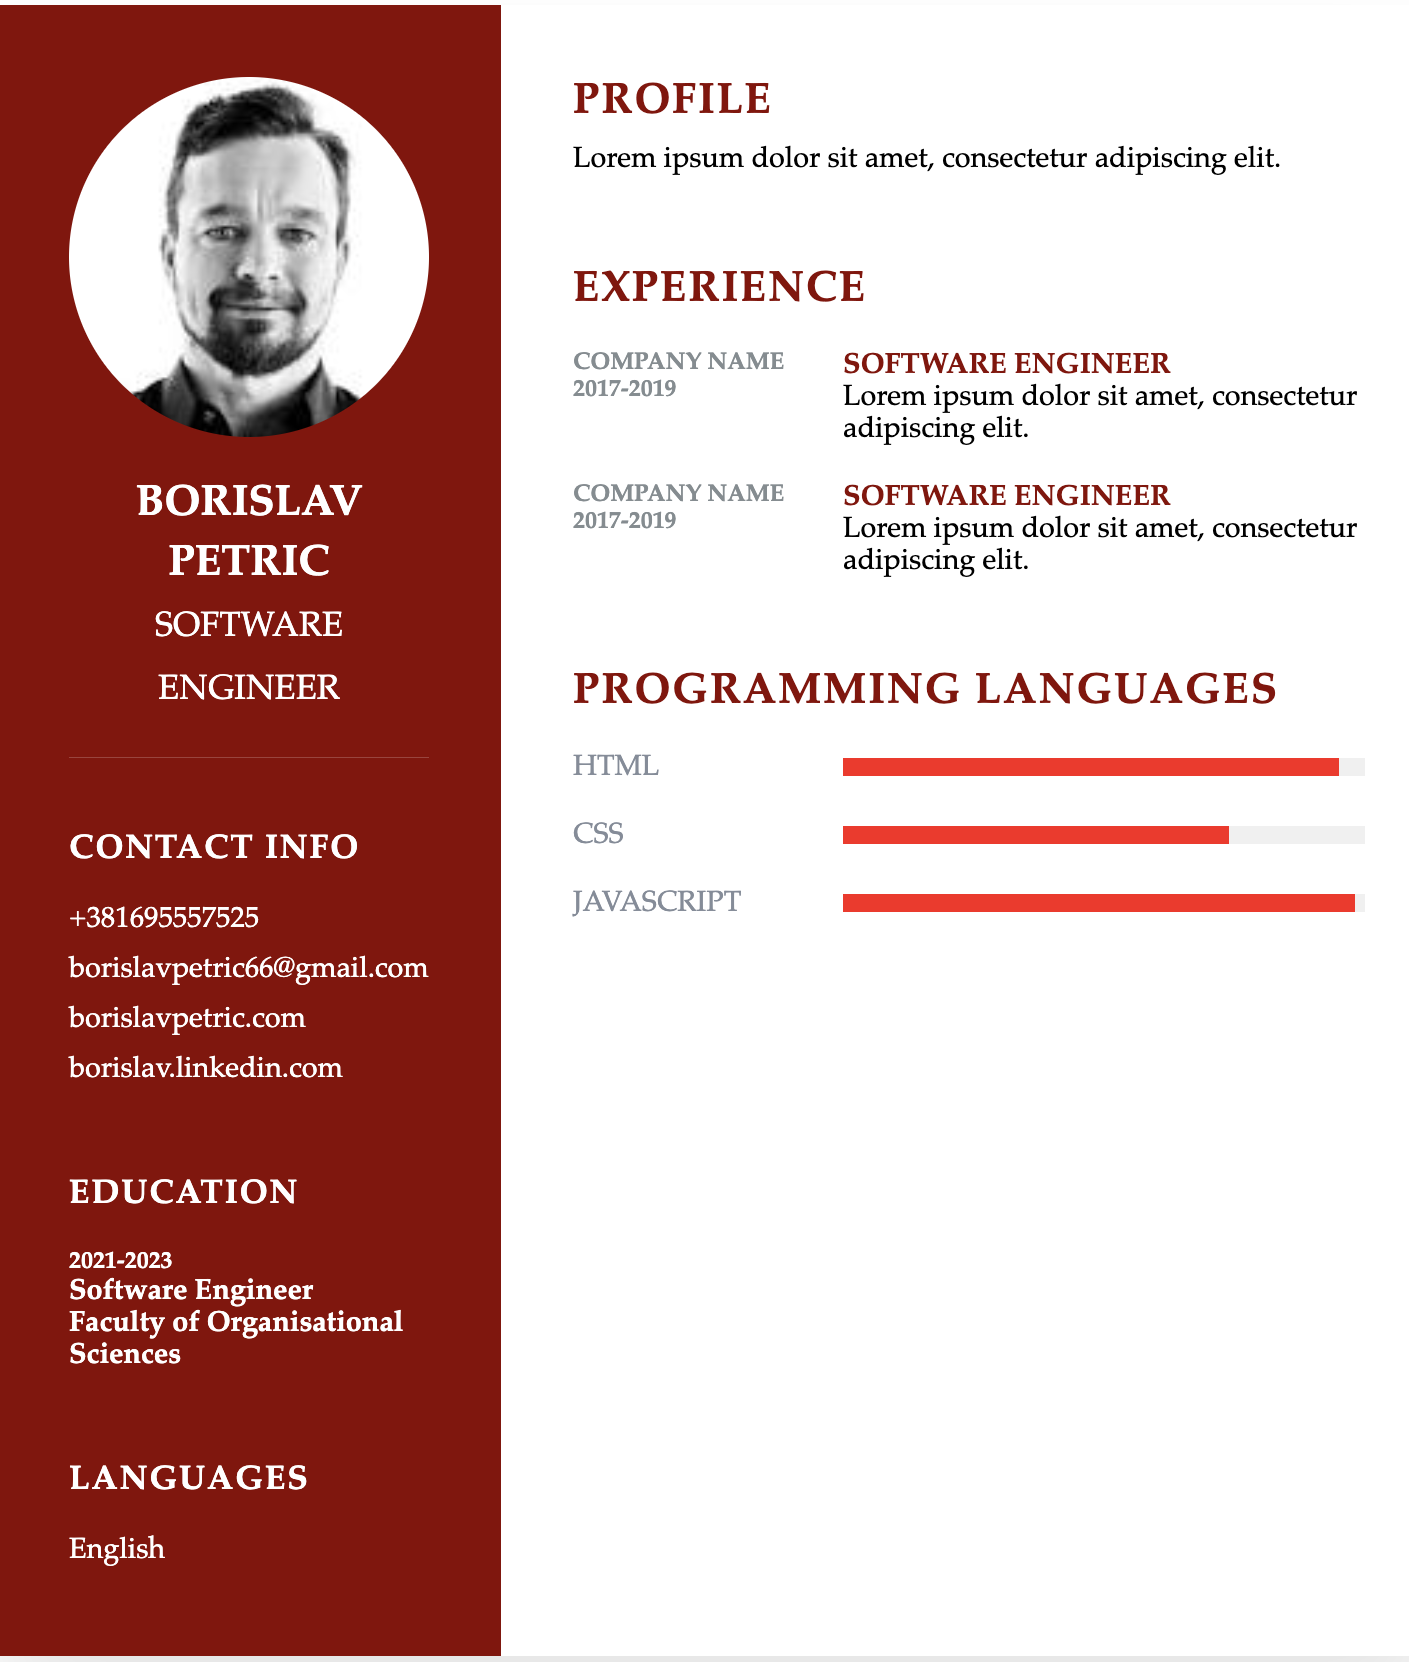 BORISLAV
PETRIC
SOFTWARE
ENGINEER
CONTACT INFO
+381695557525
borislavpetric66@gmail.com
borislavpetric.com
borislav.linkedin.com
EDUCATION
2021-2023
Software Engineer
Faculty of Organisational
Sciences
LANGUAGES
English
PROFILE
Lorem ipsum dolor sit amet, consectetur adipiscing elit.
EXPERIENCE
COMPANY NAME
2017-2019
SOFTWARE ENGINEER
Lorem ipsum dolor sit amet, consectetur
adipiscing elit.
COMPANY NAME
2017-2019
SOFTWARE ENGINEER
Lorem ipsum dolor sit amet, consectetur
adipiscing elit.
PROGRAMMING LANGUAGES
HTML
CSS
JAVASCRIPT